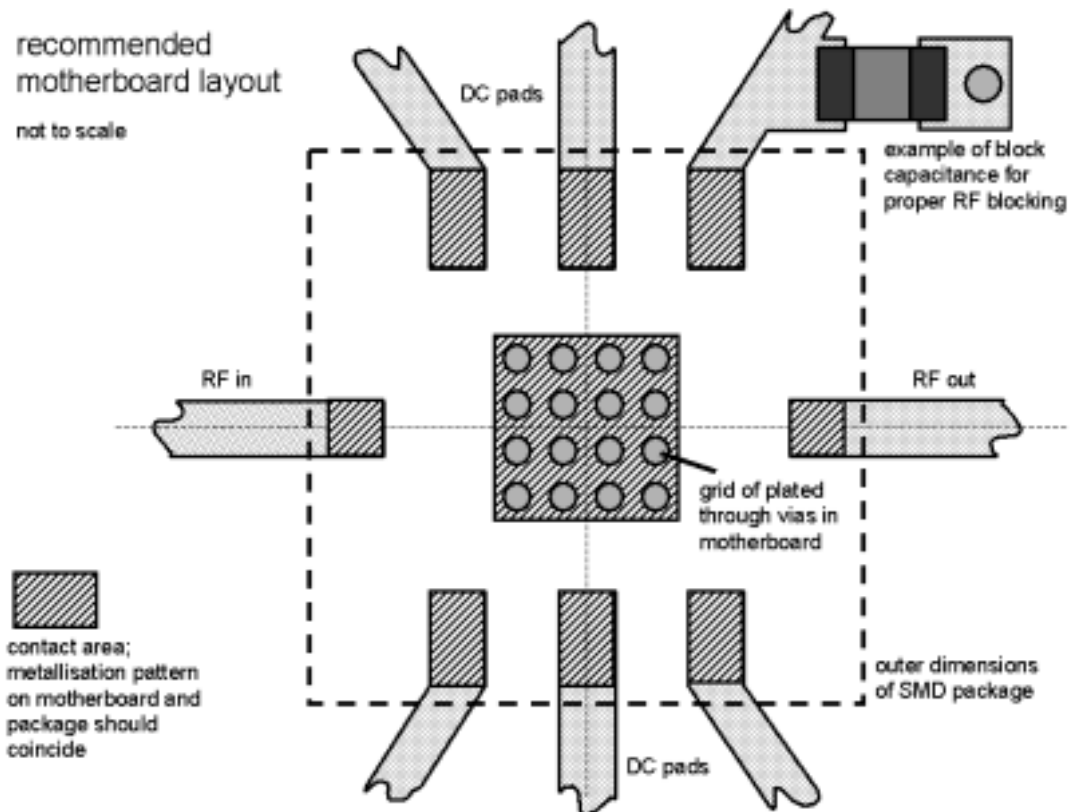 recommended
motherboard layout
not to scale
DC pads
example of block
capacitance for
proper RF blocking
RF in
RF out
grid of plated
through vias in
motherboard
contact area;
metallisation pattern
on motherboard and
package should
coincide
outer dimensions
of SMD package
DC pads